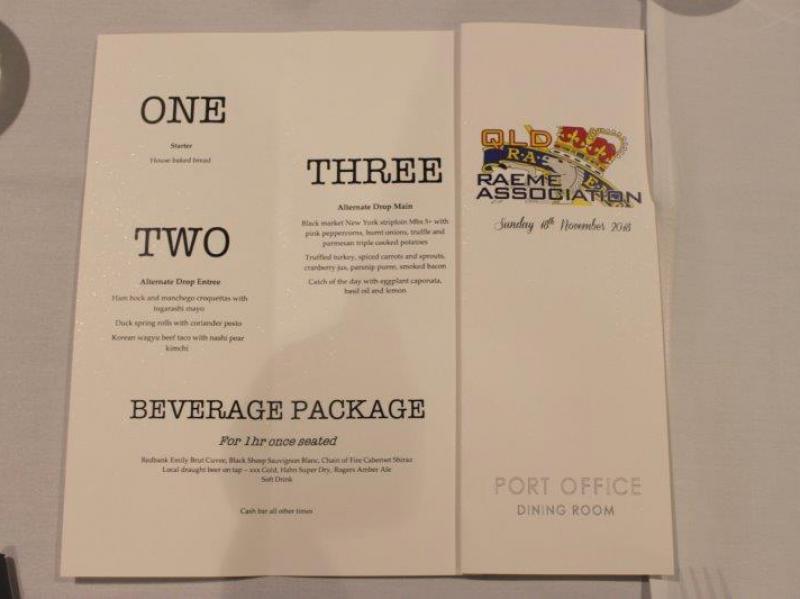 ONE
Starter
House baked bread
TWO
Alternate Drop Entree
Ham hock and manchego croquettes with
togarashi mayo
Duck spring rolls with coriander pesto
Korean wagyu beef taco with nashi pear
kimchi
THREE
Alternate Drop Main
Black market New York striploin Mbs 5+ with
pink peppercorns, burnt onions, truffle and
parmesan triple cooked potatoes
Truffled turkey, spiced carrots and sprouts,
cranberry jus, parsnip puree, smoked bacon
Catch of the day with eggplant caponata,
basil oil and lemon
BEVERAGE PACKAGE
For 1hr once seated
Redbank Emily Brut Cuvee, Black Sheep Sauvignon Blanc, Chain of Fire Cabernet Shiraz
Local draught beer on tap – xxx Gold, Hahn Super Dry, Rogers Amber Ale
Soft Drink
Cash bar all other times
QLD
R·A E
RAEME
ASSOCIATION
Sunday 18th November 2018
PORT OFFICE
DINING ROOM